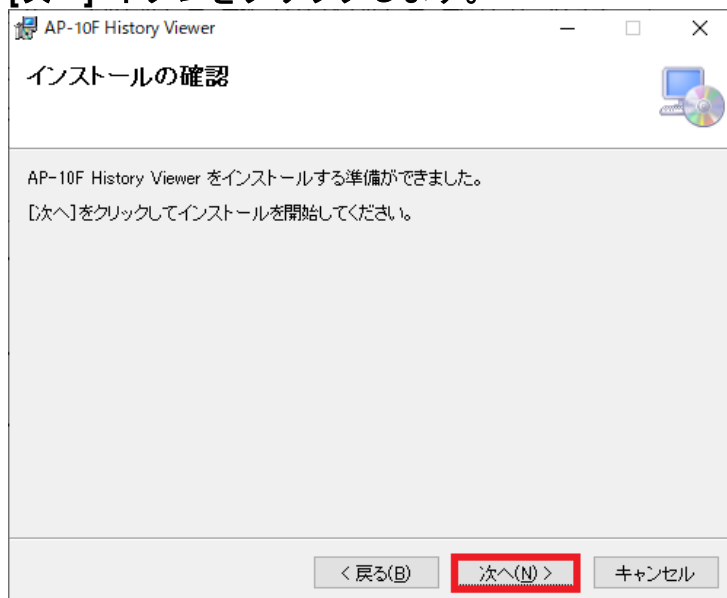 AP-10F History Viewer
インストールの確認
AP-10F History Viewer をインストールする準備ができました。
[次へ]をクリックしてインストールを開始してください。
< 戻る(B)
次へ(N) >
キャンセル